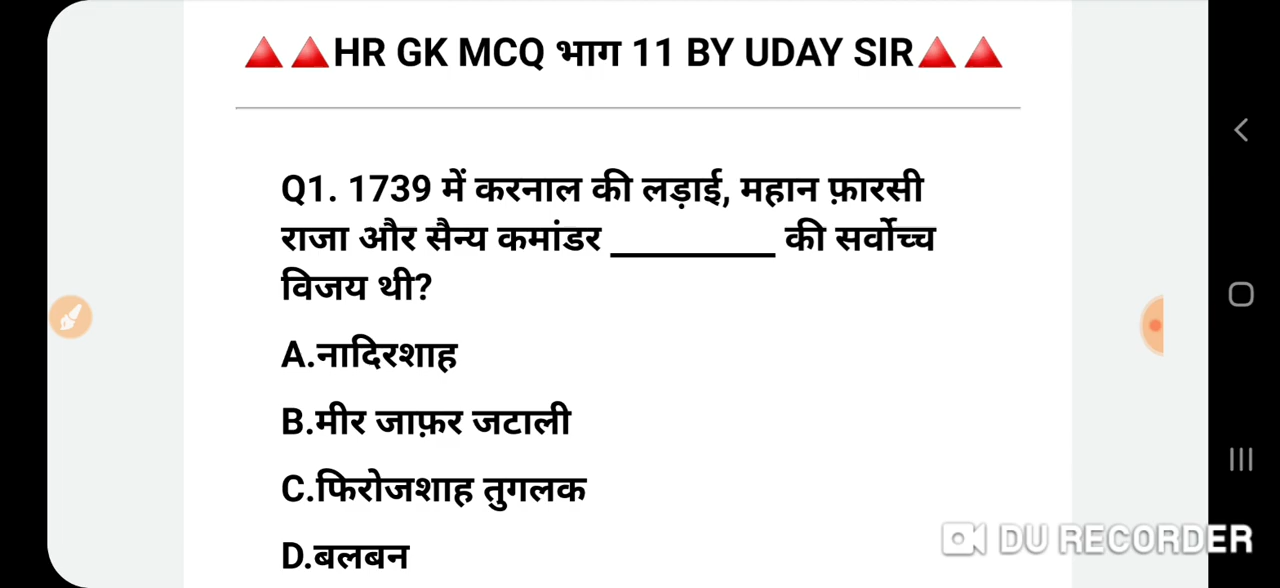 🔺🔺HR GK MCQ भाग 11 BY UDAY SIR🔺🔺
Q1. 1739 में करनाल की लड़ाई, महान फ़ारसी
राजा और सैन्य कमांडर _________ की सर्वोच्च
विजय थी?
A.नादिरशाह
B.मीर जाफ़र जटाली
C.फिरोजशाह तुगलक
D.बलबन
DU RECORDER